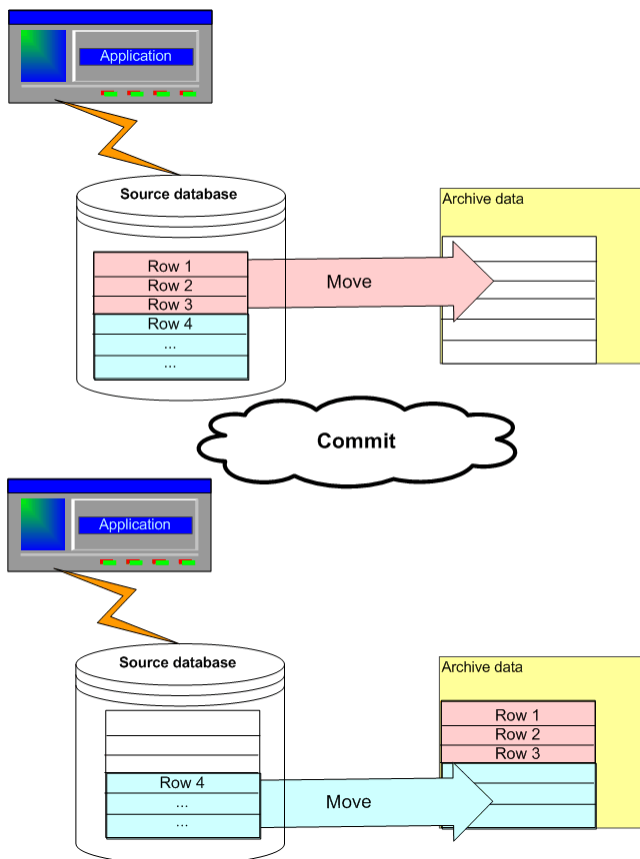 Application
Source database
Archive data
Row 1
Row 2
Row 3
Row 4
...
...
Move
Commit
Application
Source database
Archive data
Row 1
Row 2
Row 3
Row 4
...
...
Move